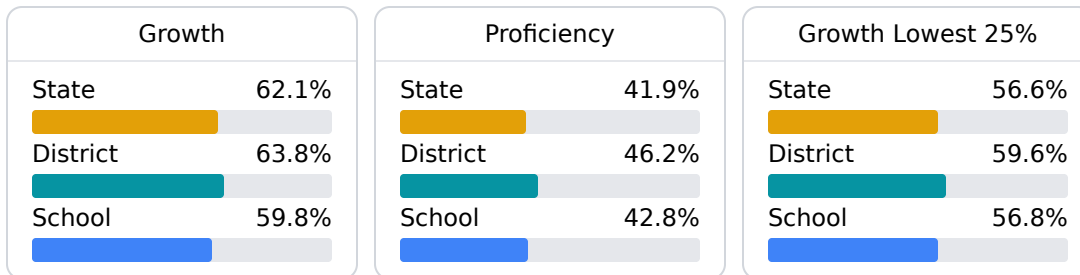 Growth
State 62.1%
District 63.8%
School 59.8%
Proficiency
State 41.9%
District 46.2%
School 42.8%
Growth Lowest 25%
State 56.6%
District 59.6%
School 56.8%